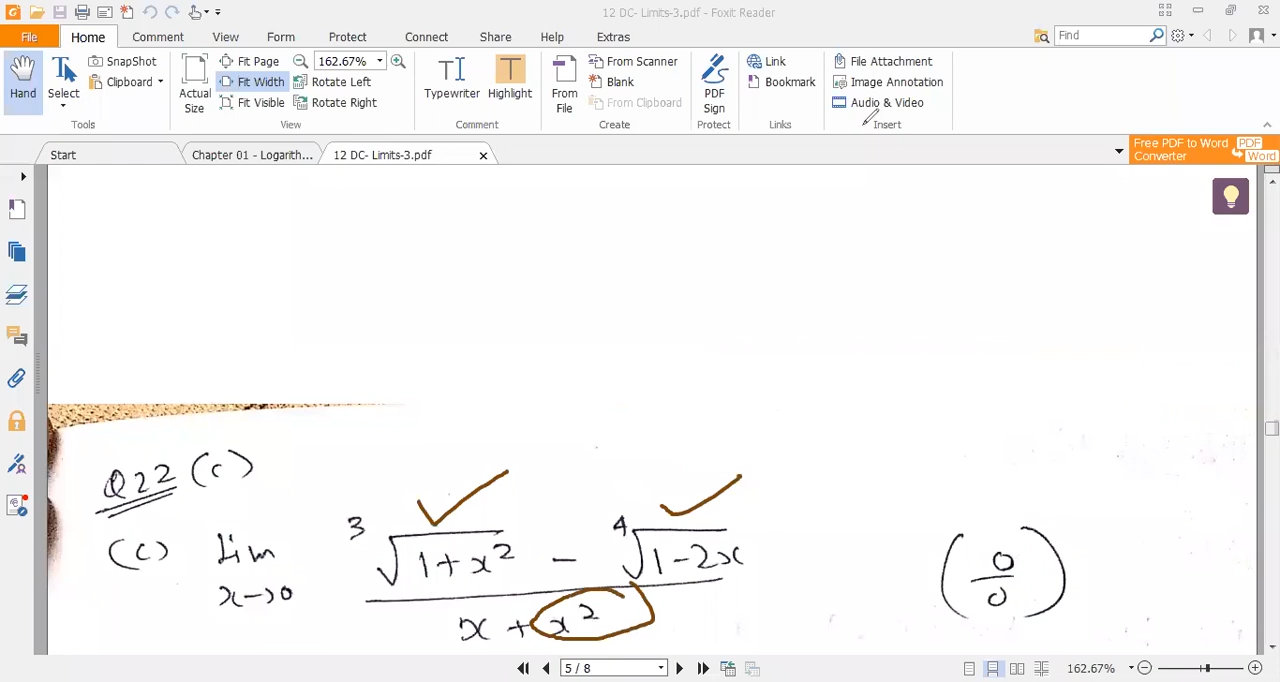 12 DC- Limits-3.pdf - Foxit Reader
File Home Comment View Form Protect Connect Share Help Extras Find
Hand Select SnapShot Clipboard Actual Size Fit Page Fit Width Fit Visible 162.67% Rotate Left Rotate Right Typewriter Highlight From File From Scanner Blank From Clipboard PDF Sign Link Bookmark File Attachment Image Annotation Audio & Video
Tools View Comment Create Protect Links Insert
Start Chapter 01 - Logarith... 12 DC- Limits-3.pdf Free PDF to Word Converter PDF Word
Q22 (c)
(c) Lim x→0 ∛(1+x²) − ∜(1−2x) / x + x² (0/0)
5 / 8 162.67%